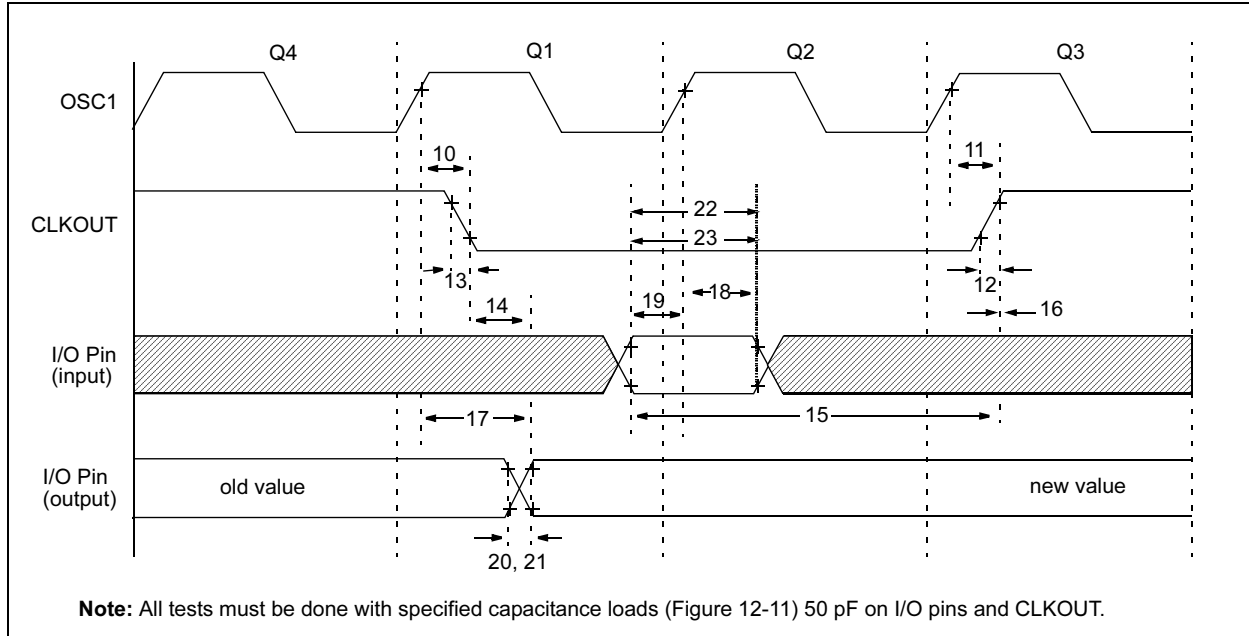 Q4
Q1
Q2
Q3
OSC1
10
11
22
CLKOUT
23
13
12
14
19
18
16
I/O Pin
(input)
17
15
I/O Pin
(output)
old value
new value
20, 21
Note: All tests must be done with specified capacitance loads (Figure 12-11) 50 pF on I/O pins and CLKOUT.